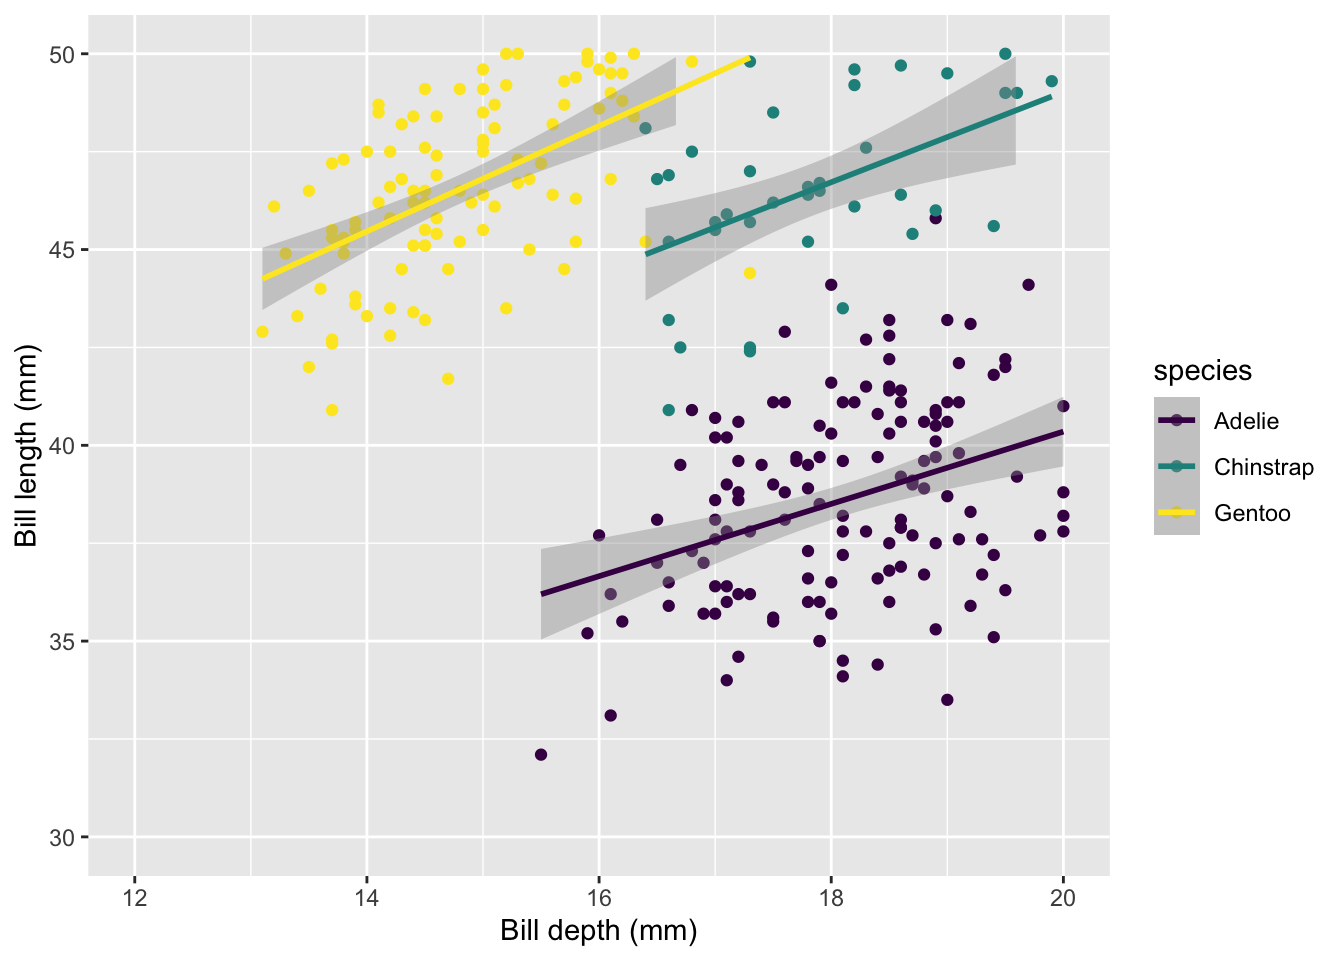 50
45
40
35
30
Bill length (mm)
12 14 16 18 20
Bill depth (mm)
species
Adelie
Chinstrap
Gentoo